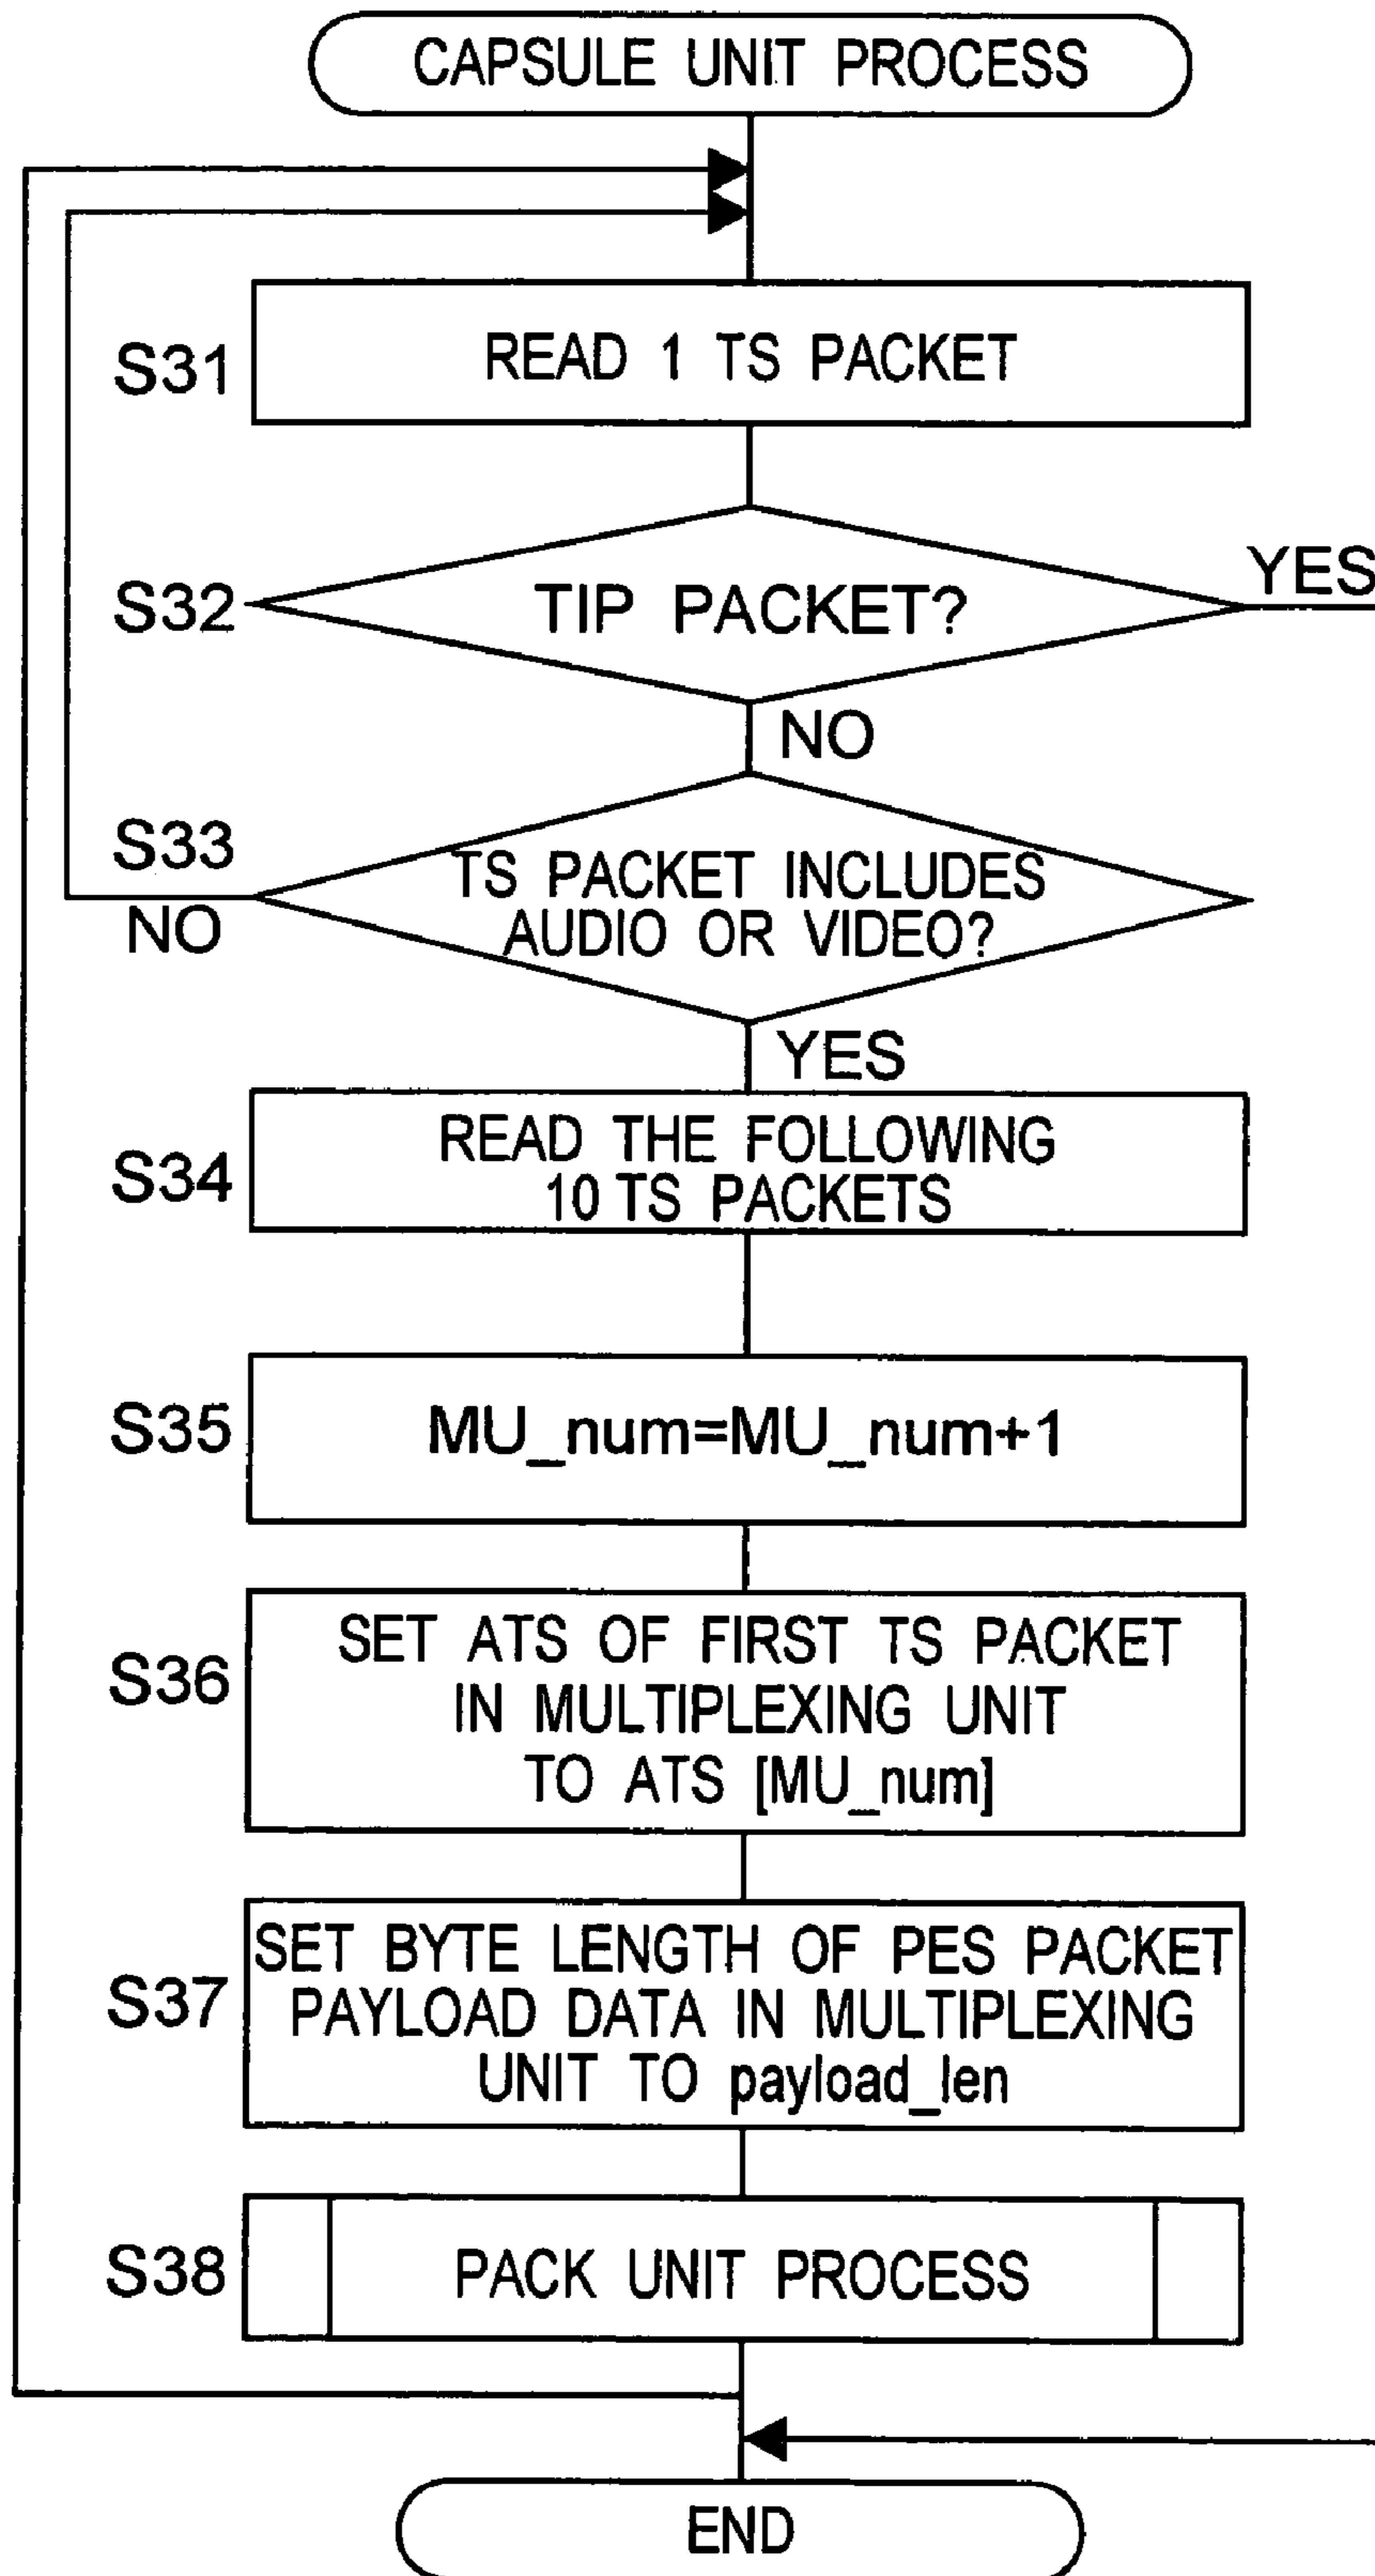 CAPSULE UNIT PROCESS
S31
READ 1 TS PACKET
S32
TIP PACKET?
YES
NO
S33
TS PACKET INCLUDES
AUDIO OR VIDEO?
NO
YES
S34
READ THE FOLLOWING
10 TS PACKETS
S35
MU_num=MU_num+1
S36
SET ATS OF FIRST TS PACKET
IN MULTIPLEXING UNIT
TO ATS [MU_num]
S37
SET BYTE LENGTH OF PES PACKET
PAYLOAD DATA IN MULTIPLEXING
UNIT TO payload_len
S38
PACK UNIT PROCESS
END